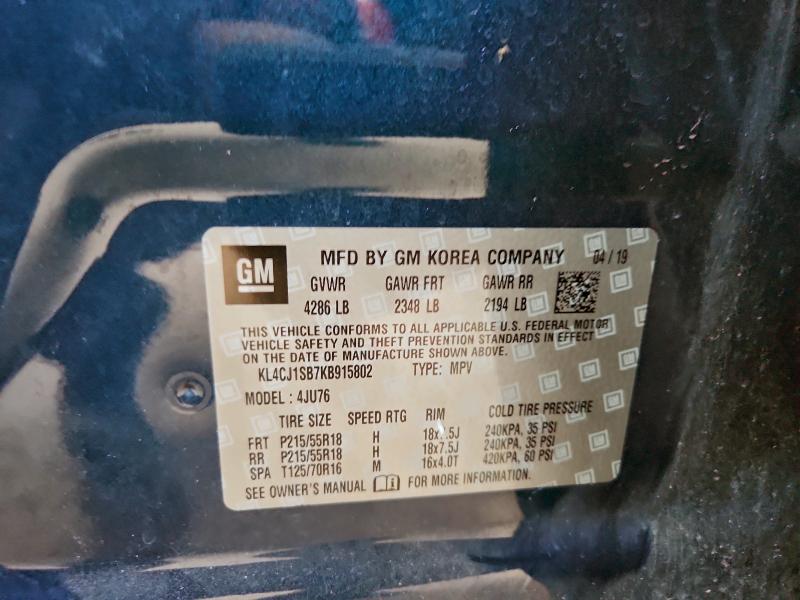 GM MFD BY GM KOREA COMPANY 04 / 19
GVWR GAWR FRT GAWR RR
4286 LB 2348 LB 2194 LB
THIS VEHICLE CONFORMS TO ALL APPLICABLE U.S. FEDERAL MOTOR
VEHICLE SAFETY AND THEFT PREVENTION STANDARDS IN EFFECT
ON THE DATE OF MANUFACTURE SHOWN ABOVE.
KL4CJ1SB7KB915802 TYPE: MPV
MODEL : 4JU76
TIRE SIZE SPEED RTG RIM COLD TIRE PRESSURE
FRT P215/55R18 H 18x7.5J 240KPA, 35 PSI
RR P215/55R18 H 18x7.5J 240KPA, 35 PSI
SPA T125/70R16 M 16x4.0T 420KPA, 60 PSI
SEE OWNER'S MANUAL FOR MORE INFORMATION.